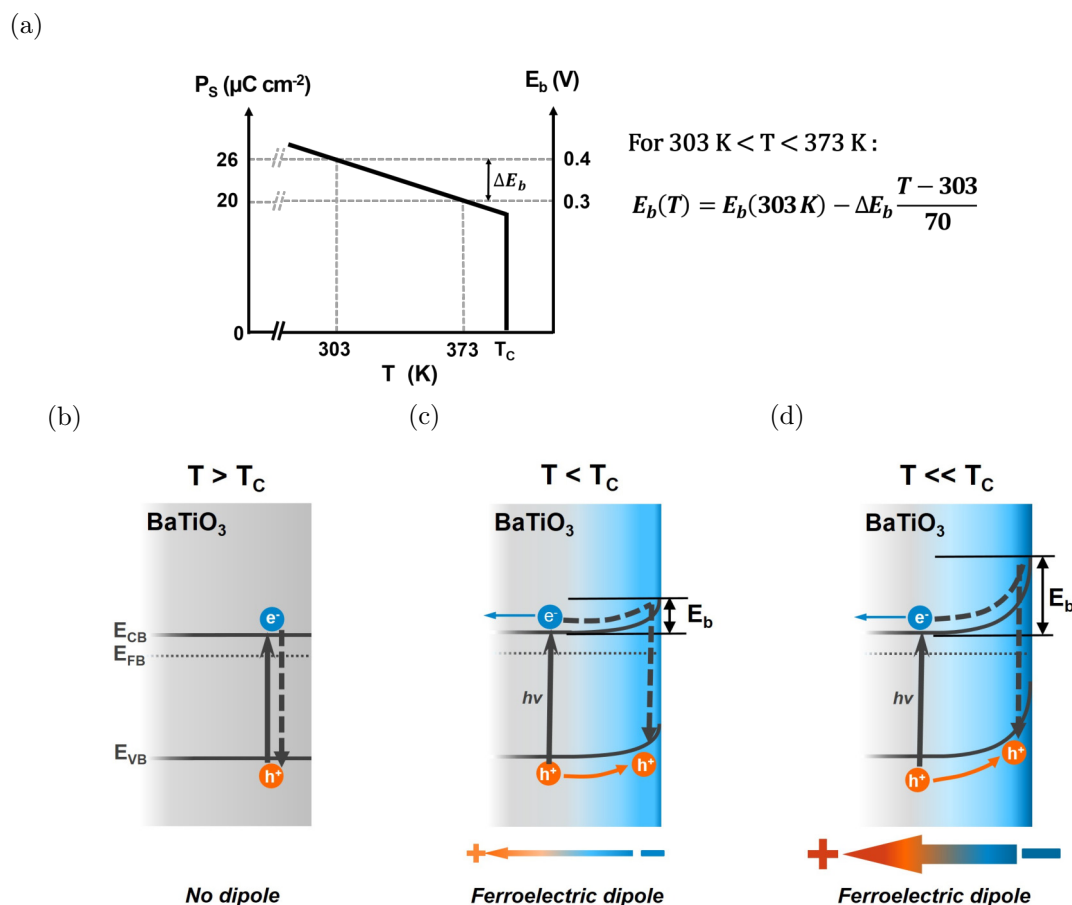 (a)
P_S (µC cm⁻²)
E_b (V)
26
20
0
0.4
0.3
ΔE_b
303
373
T_C
T (K)
For 303 K < T < 373 K :
E_b(T) = E_b(303 K) − ΔE_b (T − 303)/70
(b)
(c)
(d)
T > T_C
BaTiO₃
e⁻
E_CB
E_FB
E_VB
h⁺
No dipole
T < T_C
BaTiO₃
e⁻
E_b
hν
h⁺
h⁺
+
−
Ferroelectric dipole
T << T_C
BaTiO₃
e⁻
E_b
hν
h⁺
h⁺
+
−
Ferroelectric dipole